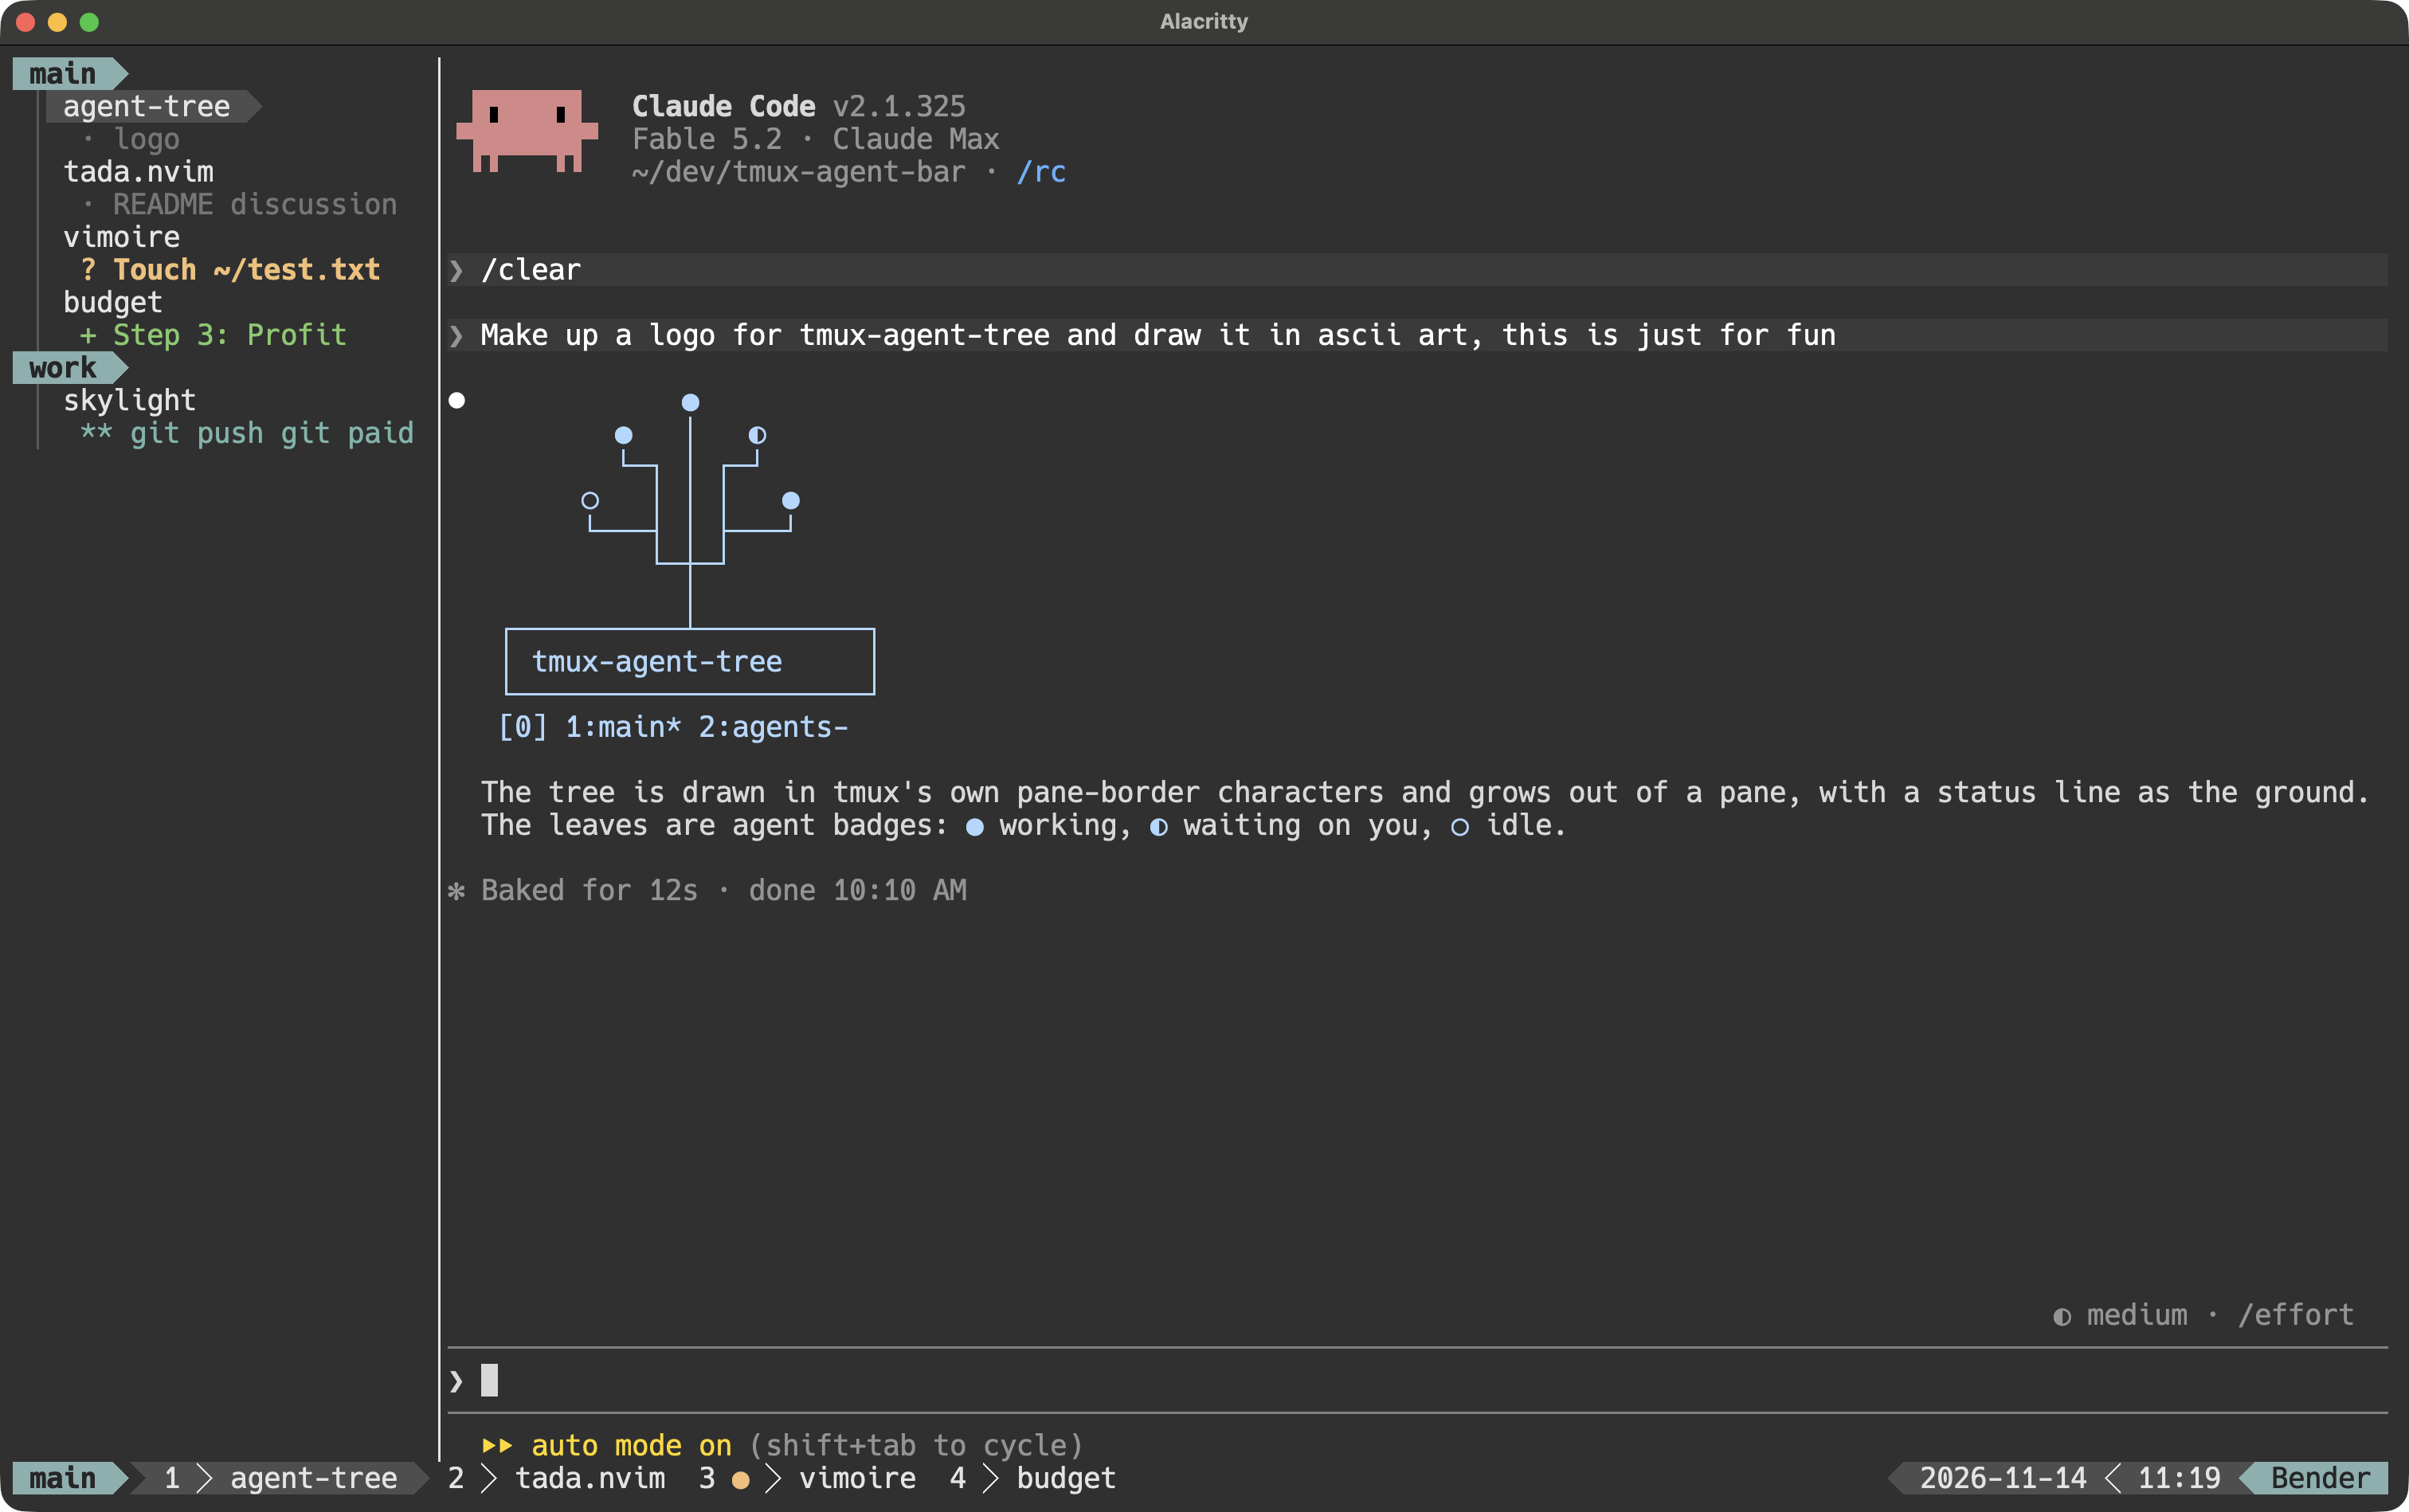 Alacritty
main
agent-tree
· logo
tada.nvim
· README discussion
vimoire
? Touch ~/test.txt
budget
+ Step 3: Profit
work
skylight
** git push git paid
Claude Code v2.1.325
Fable 5.2 · Claude Max
~/dev/tmux-agent-bar · /rc
❯ /clear
❯ Make up a logo for tmux-agent-tree and draw it in ascii art, this is just for fun
tmux-agent-tree
[0] 1:main* 2:agents-
The tree is drawn in tmux's own pane-border characters and grows out of a pane, with a status line as the ground.
The leaves are agent badges: ● working, ◐ waiting on you, ○ idle.
✻ Baked for 12s · done 10:10 AM
◐ medium · /effort
❯
⏵⏵ auto mode on (shift+tab to cycle)
main 1 agent-tree 2 tada.nvim 3 ● vimoire 4 budget 2026-11-14 11:19 Bender